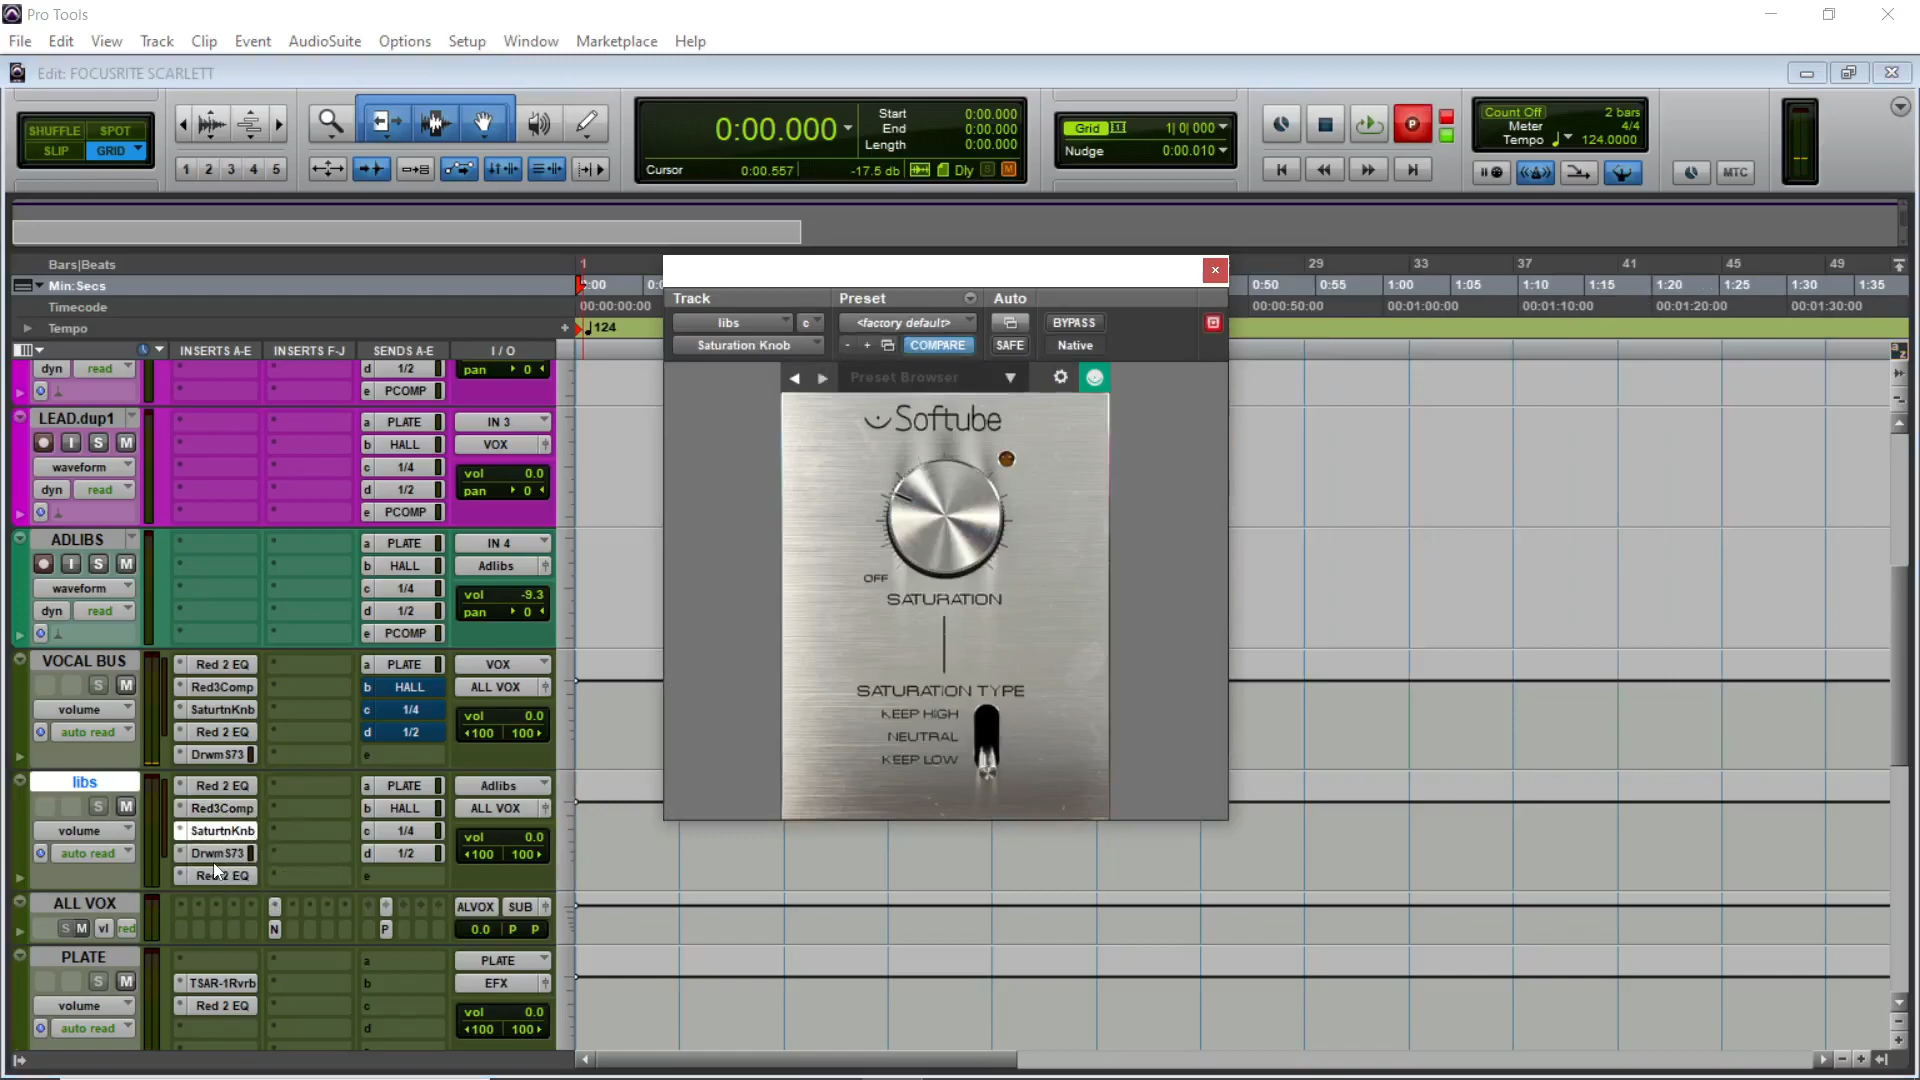 Pro Tools
File Edit View Track Clip Event AudioSuite Options Setup Window Marketplace Help
Edit: FOCUSRITE SCARLETT
SHUFFLE SPOT
SLIP GRID
1 2 3 4 5
0:00.000
Start 0:00.000
End 0:00.000
Length 0:00.000
Cursor 0:00.557 -17.5 db Dly S M
Grid 1| 0| 000
Nudge 0:00.010
P
Count Off 2 bars
Meter 4/4
Tempo 124.0000
MTC
Bars|Beats 1 29 33 37 41 45 49
Min:Secs 0:50 0:55 1:00 1:05 1:10 1:15 1:20 1:25 1:30 1:35
Timecode 00:00:00:00 00:00:50:00 00:01:00:00 00:01:10:00 00:01:20:00 00:01:30:00
Tempo 124
INSERTS A-E INSERTS F-J SENDS A-E I / O
dyn read d 1/2 pan 0
e PCOMP
LEAD.dup1 a PLATE IN 3
I S M b HALL VOX
waveform c 1/4 vol 0.0
dyn read d 1/2 pan 0
e PCOMP
ADLIBS a PLATE IN 4
I S M b HALL Adlibs
waveform c 1/4 vol -9.3
dyn read d 1/2 pan 0
e PCOMP
VOCAL BUS Red 2 EQ a PLATE VOX
S M Red3Comp b HALL ALL VOX
volume SaturtnKnb c 1/4 vol 0.0
auto read Red 2 EQ d 1/2 100 100
DrwmS73 e
libs Red 2 EQ a PLATE Adlibs
S M Red3Comp b HALL ALL VOX
volume SaturtnKnb c 1/4 vol 0.0
auto read DrwmS73 d 1/2 100 100
Red 2 EQ e
ALL VOX ALVOX SUB
S M vl red N P 0.0 P P
PLATE a PLATE
S M TSAR-1Rvrb b EFX
volume Red 2 EQ c vol 0.0
auto read d 100 100
Track Preset Auto
libs c <factory default> BYPASS
Saturation Knob - + COMPARE SAFE Native
Preset Browser
Softube
OFF
SATURATION
SATURATION TYPE
KEEP HIGH
NEUTRAL
KEEP LOW